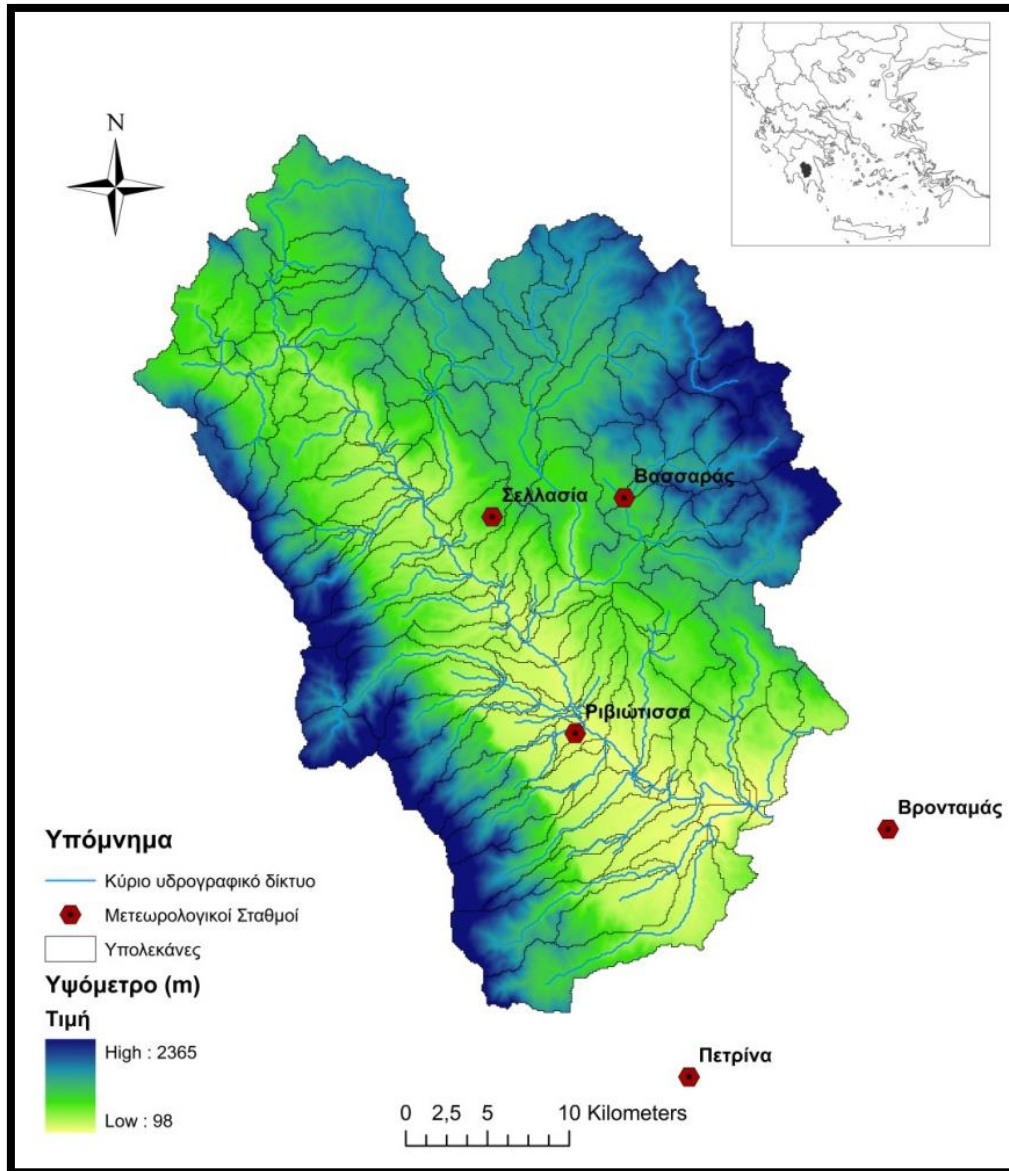 N
Βασσαράς
Σελλασία
Ριβιώτισσα
Βρονταμάς
Πετρίνα
Υπόμνημα
Κύριο υδρογραφικό δίκτυο
Μετεωρολογικοί Σταθμοί
Υπολεκάνες
Υψόμετρο (m)
Τιμή
High : 2365
Low : 98
0 2,5 5 10 Kilometers